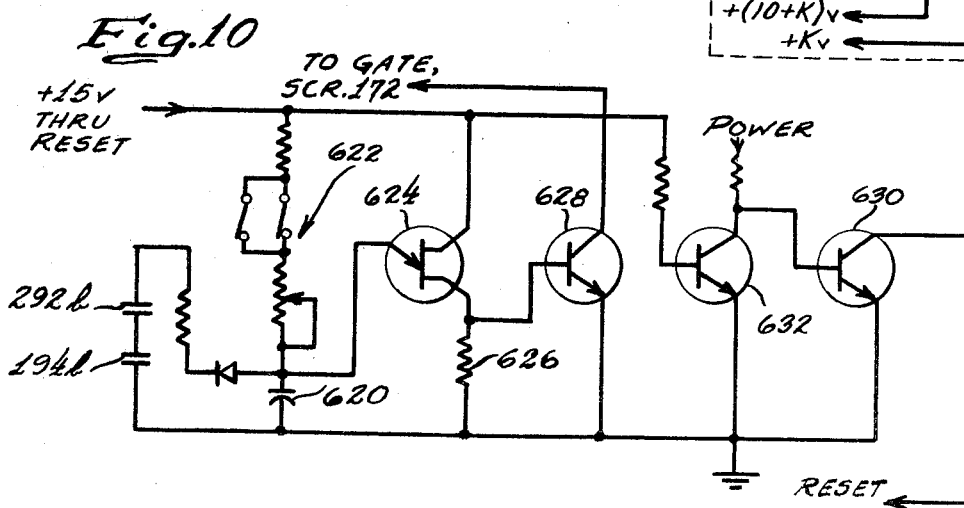 Fig.10
+(10+K)v
+Kv
TO GATE,
SCR.172
+15v
THRU
RESET
POWER
622
624
628
630
292b
632
194b
626
620
RESET